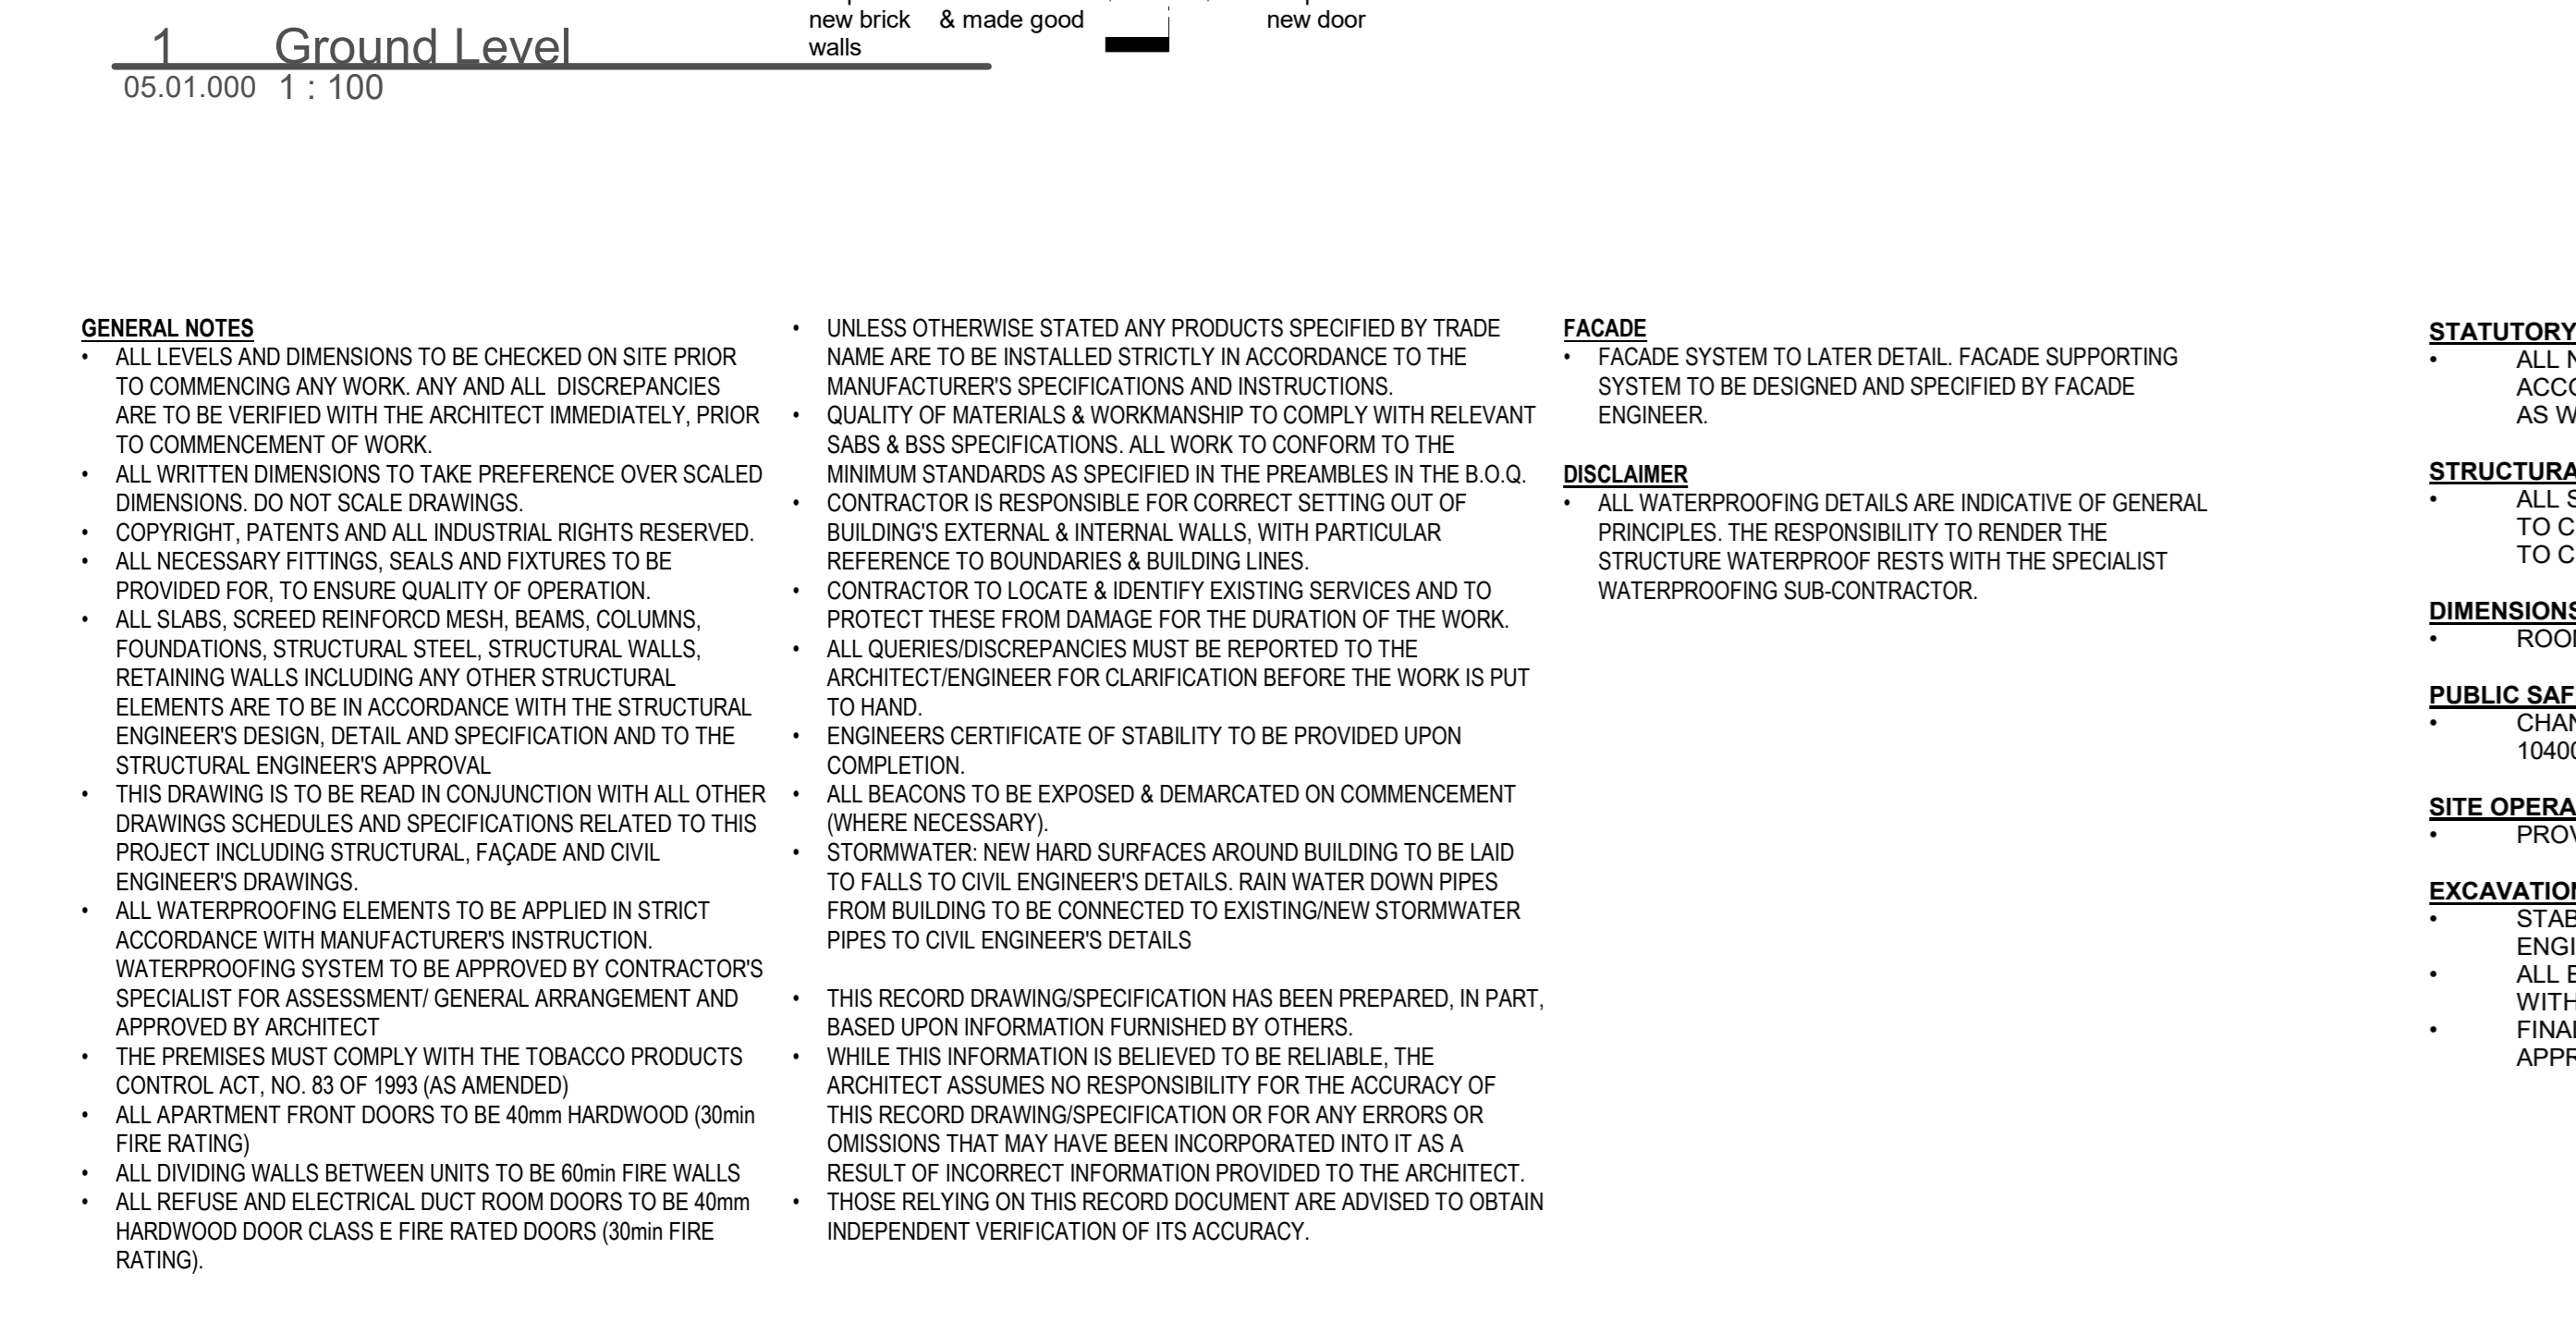 new brick & made good new door
walls
1 Ground Level
05.01.000 1 : 100
GENERAL NOTES
• ALL LEVELS AND DIMENSIONS TO BE CHECKED ON SITE PRIOR
TO COMMENCING ANY WORK. ANY AND ALL DISCREPANCIES
ARE TO BE VERIFIED WITH THE ARCHITECT IMMEDIATELY, PRIOR
TO COMMENCEMENT OF WORK.
• ALL WRITTEN DIMENSIONS TO TAKE PREFERENCE OVER SCALED
DIMENSIONS. DO NOT SCALE DRAWINGS.
• COPYRIGHT, PATENTS AND ALL INDUSTRIAL RIGHTS RESERVED.
• ALL NECESSARY FITTINGS, SEALS AND FIXTURES TO BE
PROVIDED FOR, TO ENSURE QUALITY OF OPERATION.
• ALL SLABS, SCREED REINFORCD MESH, BEAMS, COLUMNS,
FOUNDATIONS, STRUCTURAL STEEL, STRUCTURAL WALLS,
RETAINING WALLS INCLUDING ANY OTHER STRUCTURAL
ELEMENTS ARE TO BE IN ACCORDANCE WITH THE STRUCTURAL
ENGINEER'S DESIGN, DETAIL AND SPECIFICATION AND TO THE
STRUCTURAL ENGINEER'S APPROVAL
• THIS DRAWING IS TO BE READ IN CONJUNCTION WITH ALL OTHER
DRAWINGS SCHEDULES AND SPECIFICATIONS RELATED TO THIS
PROJECT INCLUDING STRUCTURAL, FAÇADE AND CIVIL
ENGINEER'S DRAWINGS.
• ALL WATERPROOFING ELEMENTS TO BE APPLIED IN STRICT
ACCORDANCE WITH MANUFACTURER'S INSTRUCTION.
WATERPROOFING SYSTEM TO BE APPROVED BY CONTRACTOR'S
SPECIALIST FOR ASSESSMENT/ GENERAL ARRANGEMENT AND
APPROVED BY ARCHITECT
• THE PREMISES MUST COMPLY WITH THE TOBACCO PRODUCTS
CONTROL ACT, NO. 83 OF 1993 (AS AMENDED)
• ALL APARTMENT FRONT DOORS TO BE 40mm HARDWOOD (30min
FIRE RATING)
• ALL DIVIDING WALLS BETWEEN UNITS TO BE 60min FIRE WALLS
• ALL REFUSE AND ELECTRICAL DUCT ROOM DOORS TO BE 40mm
HARDWOOD DOOR CLASS E FIRE RATED DOORS (30min FIRE
RATING).
• UNLESS OTHERWISE STATED ANY PRODUCTS SPECIFIED BY TRADE
NAME ARE TO BE INSTALLED STRICTLY IN ACCORDANCE TO THE
MANUFACTURER'S SPECIFICATIONS AND INSTRUCTIONS.
• QUALITY OF MATERIALS & WORKMANSHIP TO COMPLY WITH RELEVANT
SABS & BSS SPECIFICATIONS. ALL WORK TO CONFORM TO THE
MINIMUM STANDARDS AS SPECIFIED IN THE PREAMBLES IN THE B.O.Q.
• CONTRACTOR IS RESPONSIBLE FOR CORRECT SETTING OUT OF
BUILDING'S EXTERNAL & INTERNAL WALLS, WITH PARTICULAR
REFERENCE TO BOUNDARIES & BUILDING LINES.
• CONTRACTOR TO LOCATE & IDENTIFY EXISTING SERVICES AND TO
PROTECT THESE FROM DAMAGE FOR THE DURATION OF THE WORK.
• ALL QUERIES/DISCREPANCIES MUST BE REPORTED TO THE
ARCHITECT/ENGINEER FOR CLARIFICATION BEFORE THE WORK IS PUT
TO HAND.
• ENGINEERS CERTIFICATE OF STABILITY TO BE PROVIDED UPON
COMPLETION.
• ALL BEACONS TO BE EXPOSED & DEMARCATED ON COMMENCEMENT
(WHERE NECESSARY).
• STORMWATER: NEW HARD SURFACES AROUND BUILDING TO BE LAID
TO FALLS TO CIVIL ENGINEER'S DETAILS. RAIN WATER DOWN PIPES
FROM BUILDING TO BE CONNECTED TO EXISTING/NEW STORMWATER
PIPES TO CIVIL ENGINEER'S DETAILS
• THIS RECORD DRAWING/SPECIFICATION HAS BEEN PREPARED, IN PART,
BASED UPON INFORMATION FURNISHED BY OTHERS.
• WHILE THIS INFORMATION IS BELIEVED TO BE RELIABLE, THE
ARCHITECT ASSUMES NO RESPONSIBILITY FOR THE ACCURACY OF
THIS RECORD DRAWING/SPECIFICATION OR FOR ANY ERRORS OR
OMISSIONS THAT MAY HAVE BEEN INCORPORATED INTO IT AS A
RESULT OF INCORRECT INFORMATION PROVIDED TO THE ARCHITECT.
• THOSE RELYING ON THIS RECORD DOCUMENT ARE ADVISED TO OBTAIN
INDEPENDENT VERIFICATION OF ITS ACCURACY.
FACADE
• FACADE SYSTEM TO LATER DETAIL. FACADE SUPPORTING
SYSTEM TO BE DESIGNED AND SPECIFIED BY FACADE
ENGINEER.
DISCLAIMER
• ALL WATERPROOFING DETAILS ARE INDICATIVE OF GENERAL
PRINCIPLES. THE RESPONSIBILITY TO RENDER THE
STRUCTURE WATERPROOF RESTS WITH THE SPECIALIST
WATERPROOFING SUB-CONTRACTOR.
STATUTORY
• ALL
AS
• ALL
TO
TO
PUBLIC
SITE
• ALL